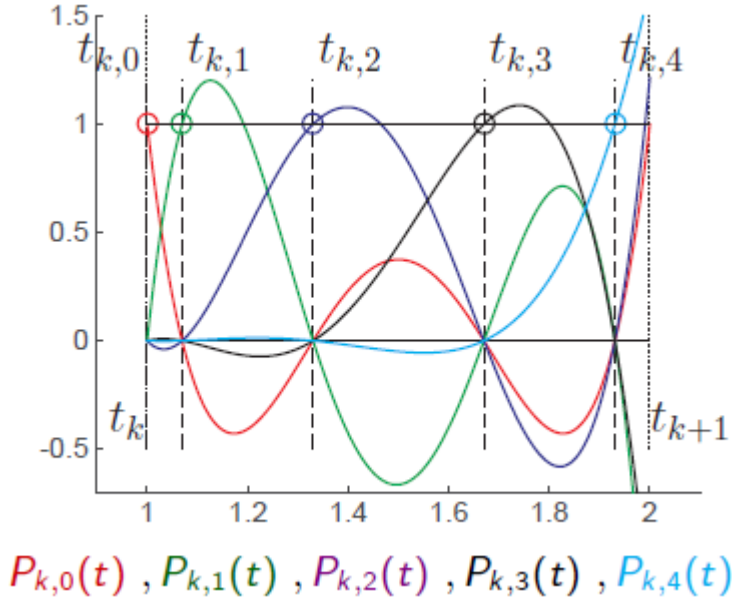 1.5
t_{k,0} t_{k,1} t_{k,2} t_{k,3} t_{k,4}
1
0.5
0
t_k t_{k+1}
-0.5
1 1.2 1.4 1.6 1.8 2
P_{k,0}(t) , P_{k,1}(t) , P_{k,2}(t) , P_{k,3}(t) , P_{k,4}(t)